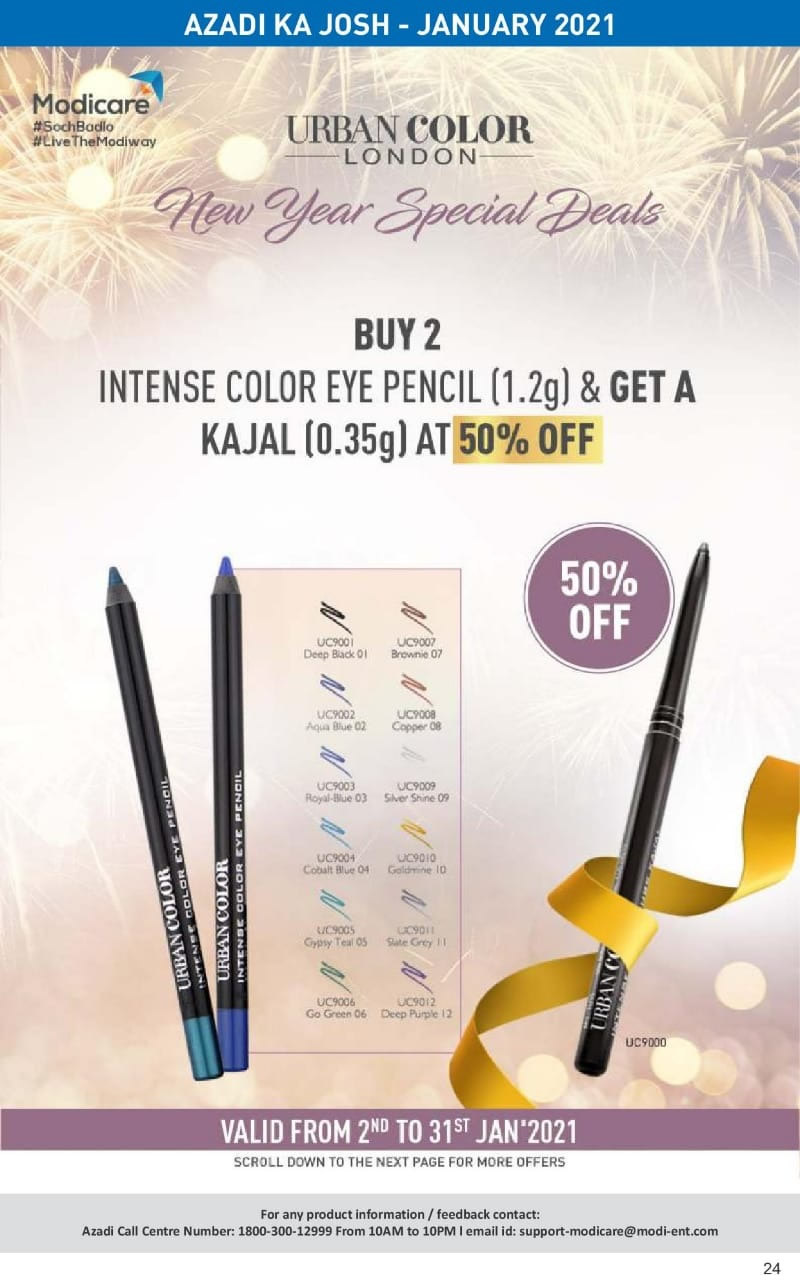 AZADI KA JOSH - JANUARY 2021
Modicare
#SochBadlo
#LiveTheModiway
URBAN COLOR
LONDON
New Year Special Deals
BUY 2
INTENSE COLOR EYE PENCIL (1.2g) & GET A
KAJAL (0.35g) AT 50% OFF
50%
OFF
UC9001
Deep Black 01
UC9007
Brownie 07
UC9002
Aqua Blue 02
UC9008
Copper 08
UC9003
Royal-Blue 03
UC9009
Silver Shine 09
UC9004
Cobalt Blue 04
UC9010
Goldmine 10
UC9005
Gypsy Teal 05
UC9011
Slate Grey 11
UC9006
Go Green 06
UC9012
Deep Purple 12
URBAN COLOR
INTENSE COLOR EYE PENCIL
URBAN COLOR
INTENSE COLOR EYE PENCIL
URBAN CO
UC9000
VALID FROM 2ND TO 31ST JAN'2021
SCROLL DOWN TO THE NEXT PAGE FOR MORE OFFERS
For any product information / feedback contact:
Azadi Call Centre Number: 1800-300-12999 From 10AM to 10PM l email id: support-modicare@modi-ent.com
24